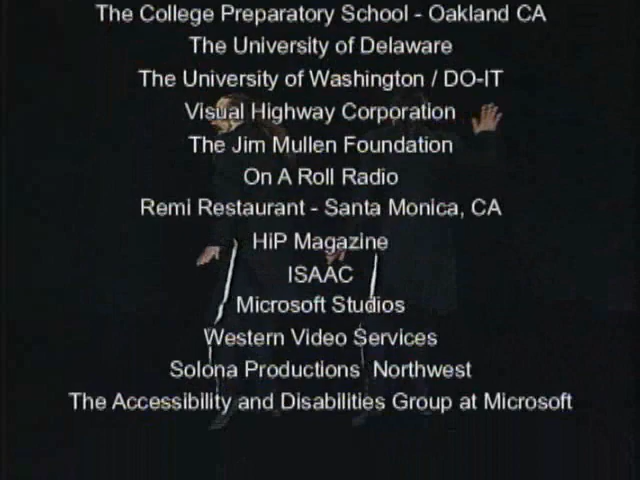 The College Preparatory School - Oakland CA
The University of Delaware
The University of Washington / DO-IT
Visual Highway Corporation
The Jim Mullen Foundation
On A Roll Radio
Remi Restaurant - Santa Monica, CA
HiP Magazine
ISAAC
Microsoft Studios
Western Video Services
Solona Productions  Northwest
The Accessibility and Disabilities Group at Microsoft